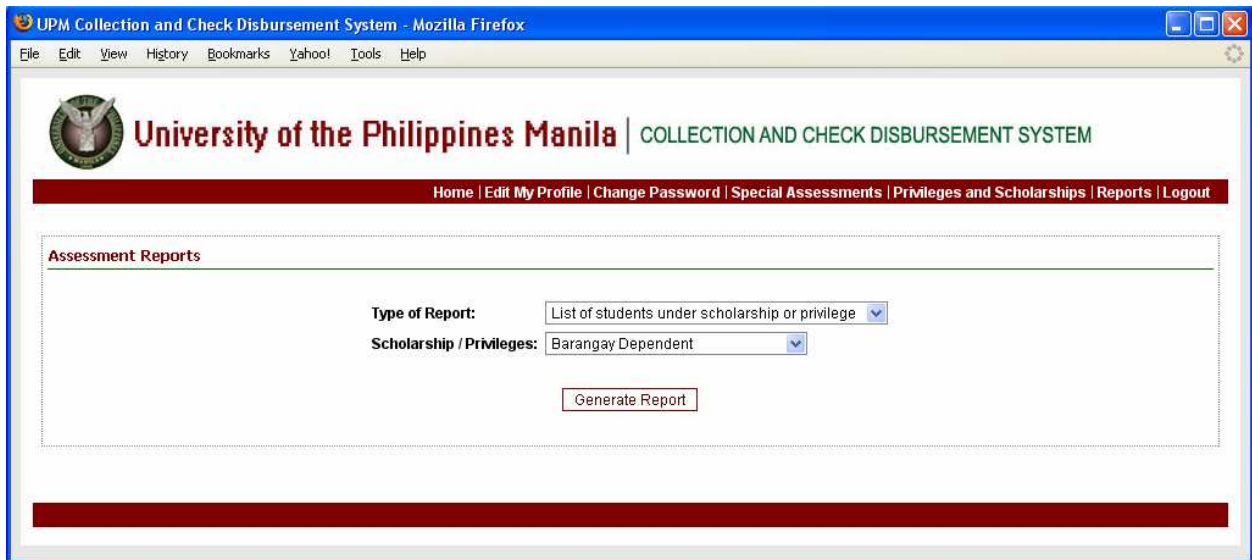 UPM Collection and Check Disbursement System - Mozilla Firefox
File Edit View History Bookmarks Yahoo! Tools Help
University of the Philippines Manila | COLLECTION AND CHECK DISBURSEMENT SYSTEM
Home | Edit My Profile | Change Password | Special Assessments | Privileges and Scholarships | Reports | Logout
Assessment Reports
Type of Report: List of students under scholarship or privilege
Scholarship / Privileges: Barangay Dependent
Generate Report